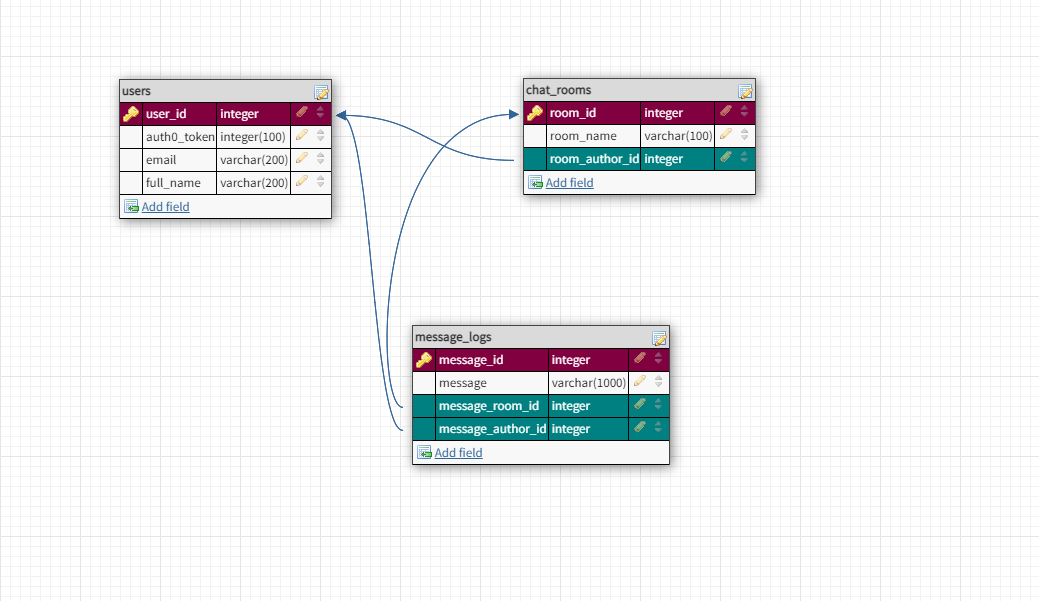 users
user_id integer
auth0_token integer(100)
email varchar(200)
full_name varchar(200)
Add field
chat_rooms
room_id integer
room_name varchar(100)
room_author_id integer
Add field
message_logs
message_id integer
message varchar(1000)
message_room_id integer
message_author_id integer
Add field